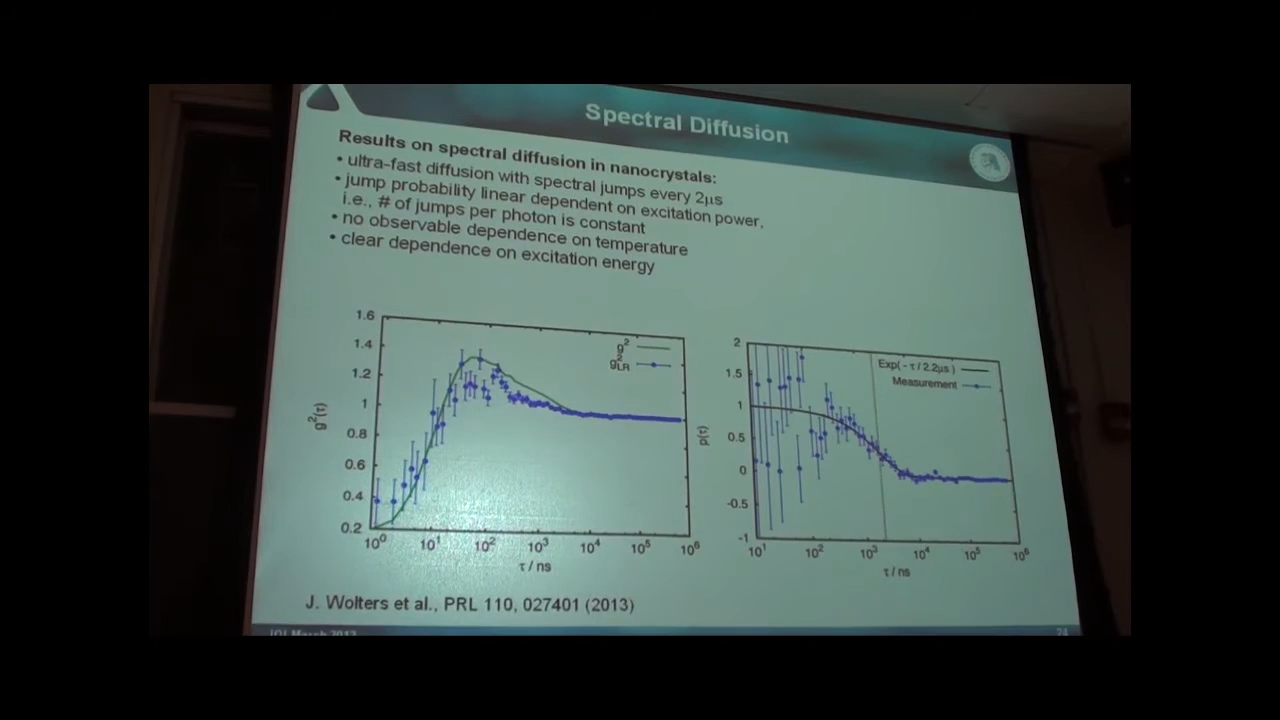 Spectral Diffusion
Results on spectral diffusion in nanocrystals:
• ultra-fast diffusion with spectral jumps every 2µs
• jump probability linear dependent on excitation power,
i.e., # of jumps per photon is constant
• no observable dependence on temperature
• clear dependence on excitation energy
1.6
1.4
1.2
1
0.8
0.6
0.4
0.2
g²(τ)
g²
g²LR
10⁰ 10¹ 10² 10³ 10⁴ 10⁵ 10⁶
τ / ns
2
1.5
1
0.5
0
-0.5
-1
p(τ)
Exp( - τ / 2.2µs )
Measurement
10¹ 10² 10³ 10⁴ 10⁵ 10⁶
τ / ns
J. Wolters et al., PRL 110, 027401 (2013)
March 2013
24